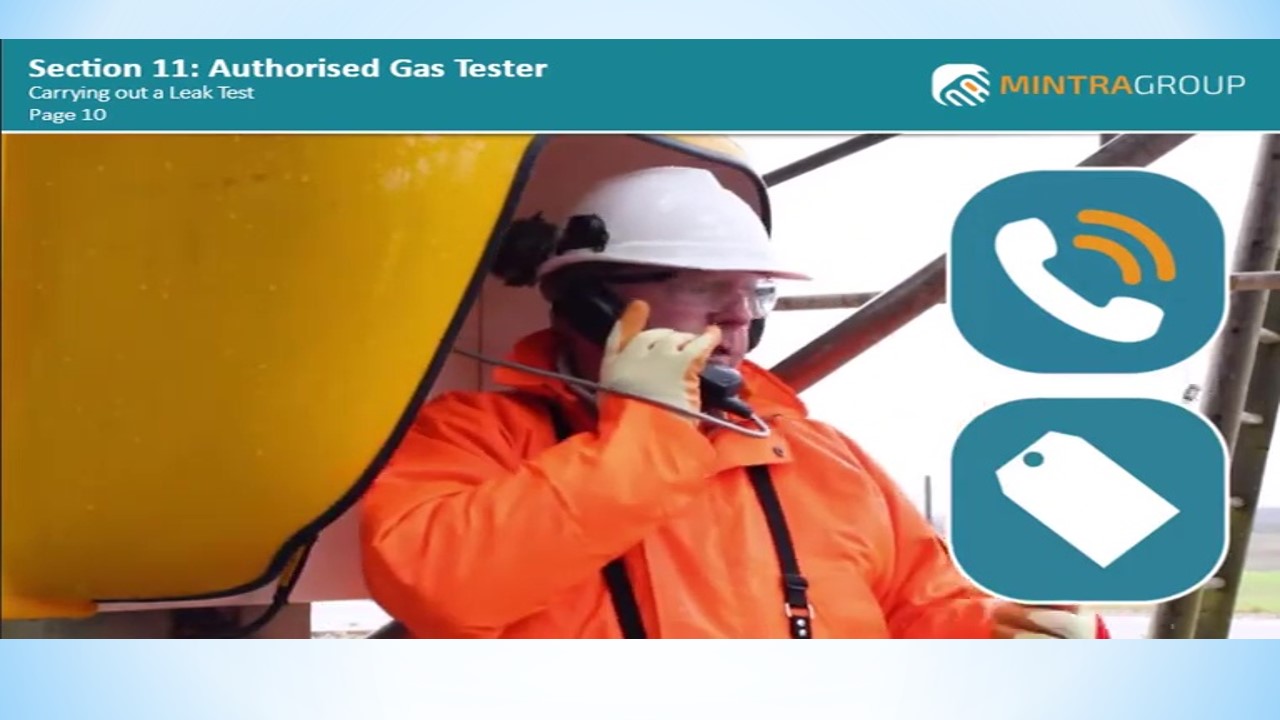 Section 11: Authorised Gas Tester
Carrying out a Leak Test
Page 10
MINTRAGROUP